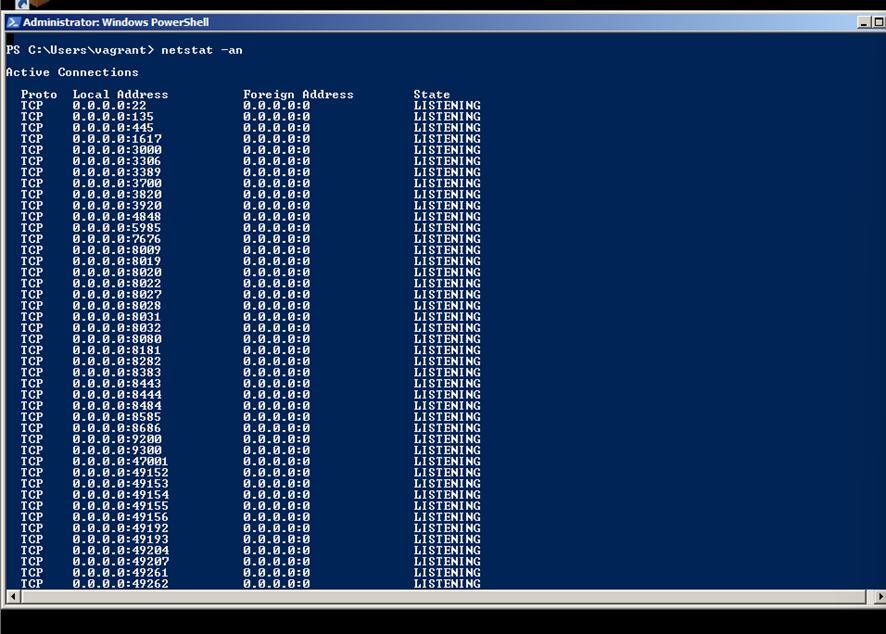 Administrator: Windows PowerShell
PS C:\Users\vagrant> netstat -an
Active Connections
Proto Local Address Foreign Address State
TCP 0.0.0.0:22 0.0.0.0:0 LISTENING
TCP 0.0.0.0:135 0.0.0.0:0 LISTENING
TCP 0.0.0.0:445 0.0.0.0:0 LISTENING
TCP 0.0.0.0:1617 0.0.0.0:0 LISTENING
TCP 0.0.0.0:3000 0.0.0.0:0 LISTENING
TCP 0.0.0.0:3306 0.0.0.0:0 LISTENING
TCP 0.0.0.0:3389 0.0.0.0:0 LISTENING
TCP 0.0.0.0:3700 0.0.0.0:0 LISTENING
TCP 0.0.0.0:3820 0.0.0.0:0 LISTENING
TCP 0.0.0.0:3920 0.0.0.0:0 LISTENING
TCP 0.0.0.0:4848 0.0.0.0:0 LISTENING
TCP 0.0.0.0:5985 0.0.0.0:0 LISTENING
TCP 0.0.0.0:7676 0.0.0.0:0 LISTENING
TCP 0.0.0.0:8009 0.0.0.0:0 LISTENING
TCP 0.0.0.0:8019 0.0.0.0:0 LISTENING
TCP 0.0.0.0:8020 0.0.0.0:0 LISTENING
TCP 0.0.0.0:8022 0.0.0.0:0 LISTENING
TCP 0.0.0.0:8027 0.0.0.0:0 LISTENING
TCP 0.0.0.0:8028 0.0.0.0:0 LISTENING
TCP 0.0.0.0:8031 0.0.0.0:0 LISTENING
TCP 0.0.0.0:8032 0.0.0.0:0 LISTENING
TCP 0.0.0.0:8080 0.0.0.0:0 LISTENING
TCP 0.0.0.0:8181 0.0.0.0:0 LISTENING
TCP 0.0.0.0:8282 0.0.0.0:0 LISTENING
TCP 0.0.0.0:8383 0.0.0.0:0 LISTENING
TCP 0.0.0.0:8443 0.0.0.0:0 LISTENING
TCP 0.0.0.0:8444 0.0.0.0:0 LISTENING
TCP 0.0.0.0:8484 0.0.0.0:0 LISTENING
TCP 0.0.0.0:8585 0.0.0.0:0 LISTENING
TCP 0.0.0.0:8686 0.0.0.0:0 LISTENING
TCP 0.0.0.0:9200 0.0.0.0:0 LISTENING
TCP 0.0.0.0:9300 0.0.0.0:0 LISTENING
TCP 0.0.0.0:47001 0.0.0.0:0 LISTENING
TCP 0.0.0.0:49152 0.0.0.0:0 LISTENING
TCP 0.0.0.0:49153 0.0.0.0:0 LISTENING
TCP 0.0.0.0:49154 0.0.0.0:0 LISTENING
TCP 0.0.0.0:49155 0.0.0.0:0 LISTENING
TCP 0.0.0.0:49156 0.0.0.0:0 LISTENING
TCP 0.0.0.0:49192 0.0.0.0:0 LISTENING
TCP 0.0.0.0:49193 0.0.0.0:0 LISTENING
TCP 0.0.0.0:49204 0.0.0.0:0 LISTENING
TCP 0.0.0.0:49207 0.0.0.0:0 LISTENING
TCP 0.0.0.0:49261 0.0.0.0:0 LISTENING
TCP 0.0.0.0:49262 0.0.0.0:0 LISTENING